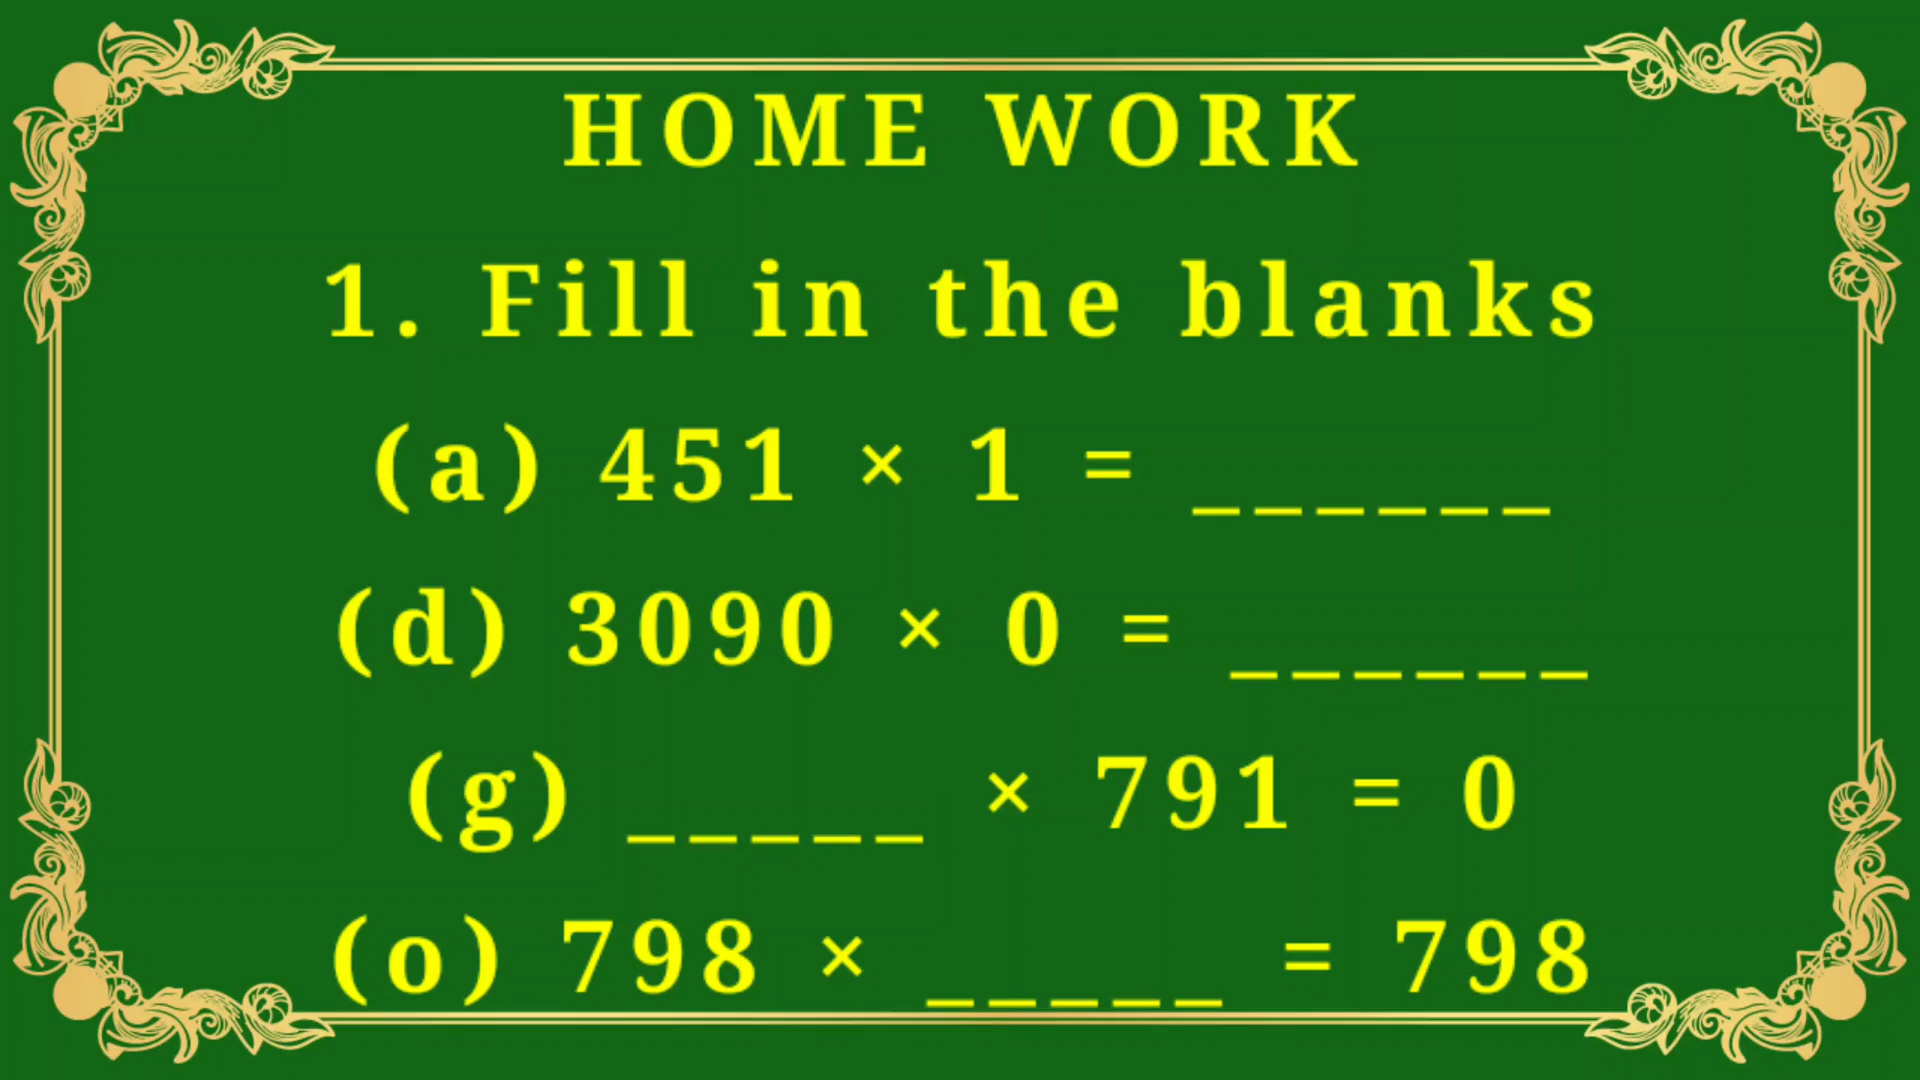 HOME WORK
1. Fill in the blanks
(a) 451 × 1 = ______
(d) 3090 × 0 = ______
(g) _____ × 791 = 0
(o) 798 × _____ = 798